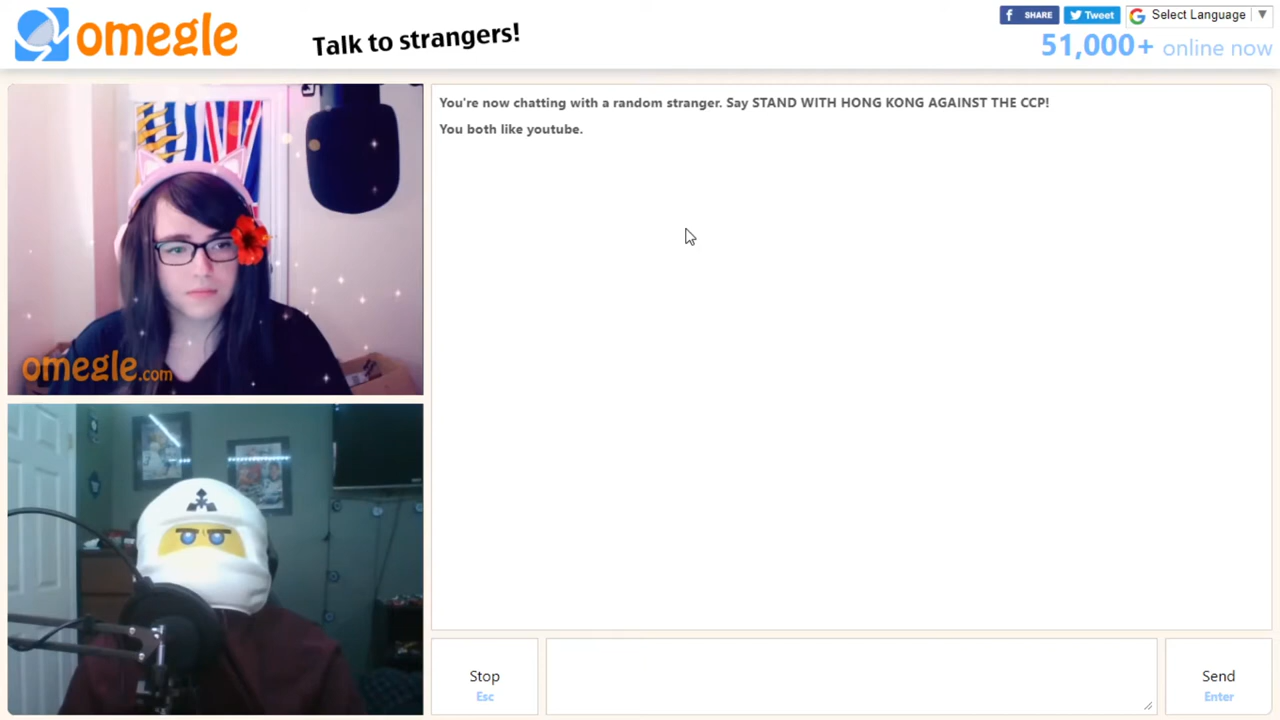 omegle
Talk to strangers!
SHARE
Tweet
Select Language
51,000+ online now
You're now chatting with a random stranger. Say STAND WITH HONG KONG AGAINST THE CCP!
You both like youtube.
omegle.com
Stop
Esc
Send
Enter